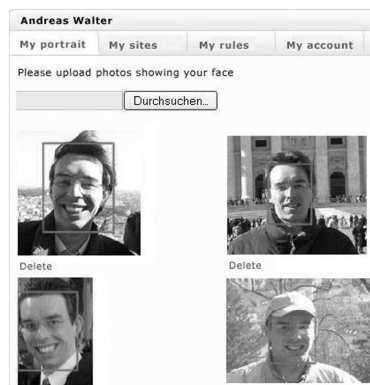 Andreas Walter
My portrait My sites My rules My account
Please upload photos showing your face
Durchsuchen...
Delete Delete